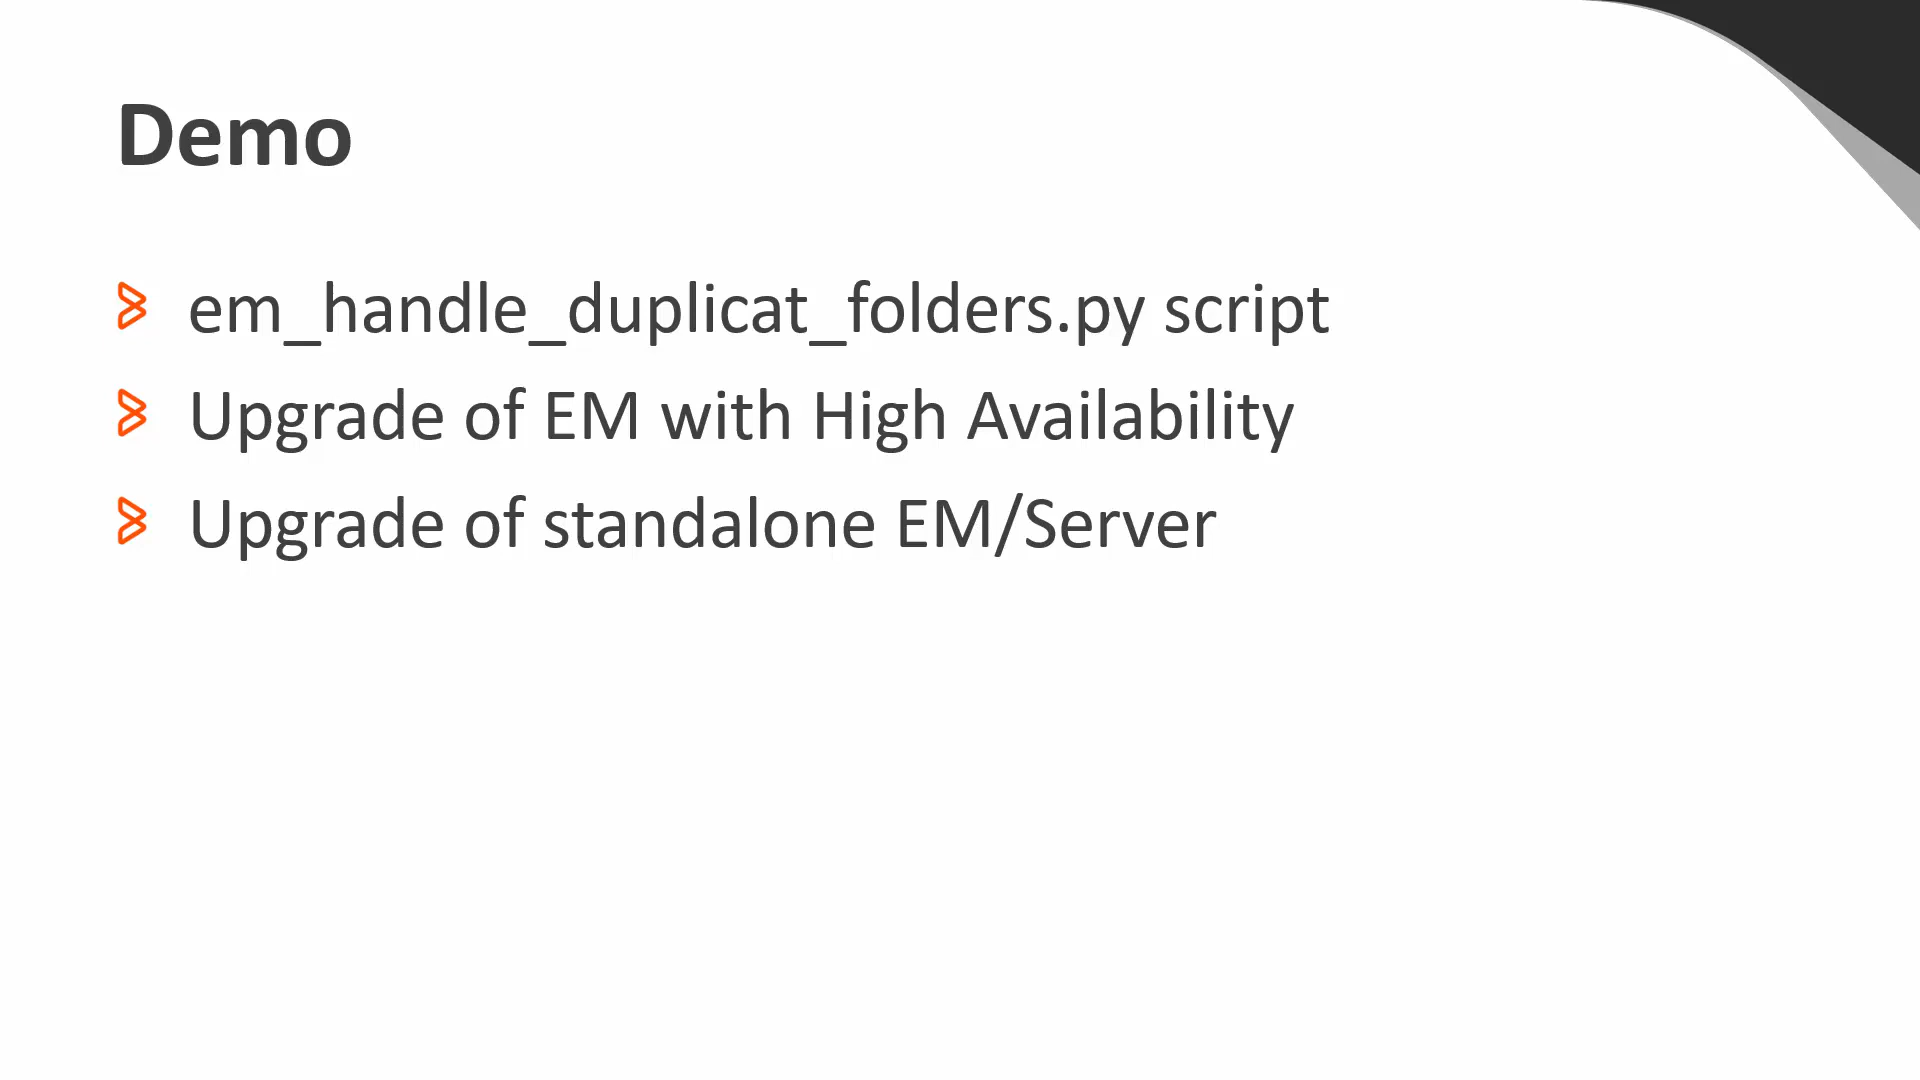 Demo
em_handle_duplicat_folders.py script
Upgrade of EM with High Availability
Upgrade of standalone EM/Server